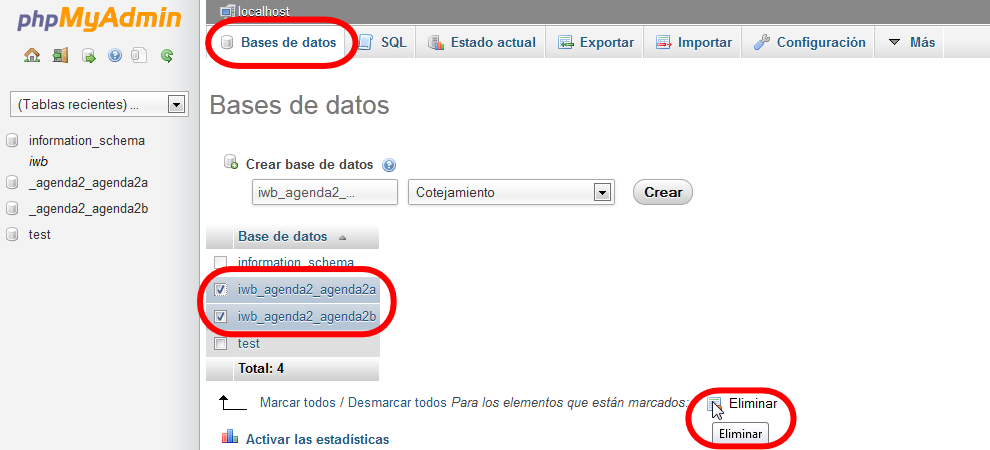 phpMyAdmin
(Tablas recientes) ...
information_schema
iwb
_agenda2_agenda2a
_agenda2_agenda2b
test
localhost
Bases de datos SQL Estado actual Exportar Importar Configuración Más
Bases de datos
Crear base de datos
iwb_agenda2_... Cotejamiento Crear
Base de datos
information_schema
iwb_agenda2_agenda2a
iwb_agenda2_agenda2b
test
Total: 4
Marcar todos / Desmarcar todos Para los elementos que están marcados: Eliminar
Eliminar
Activar las estadísticas